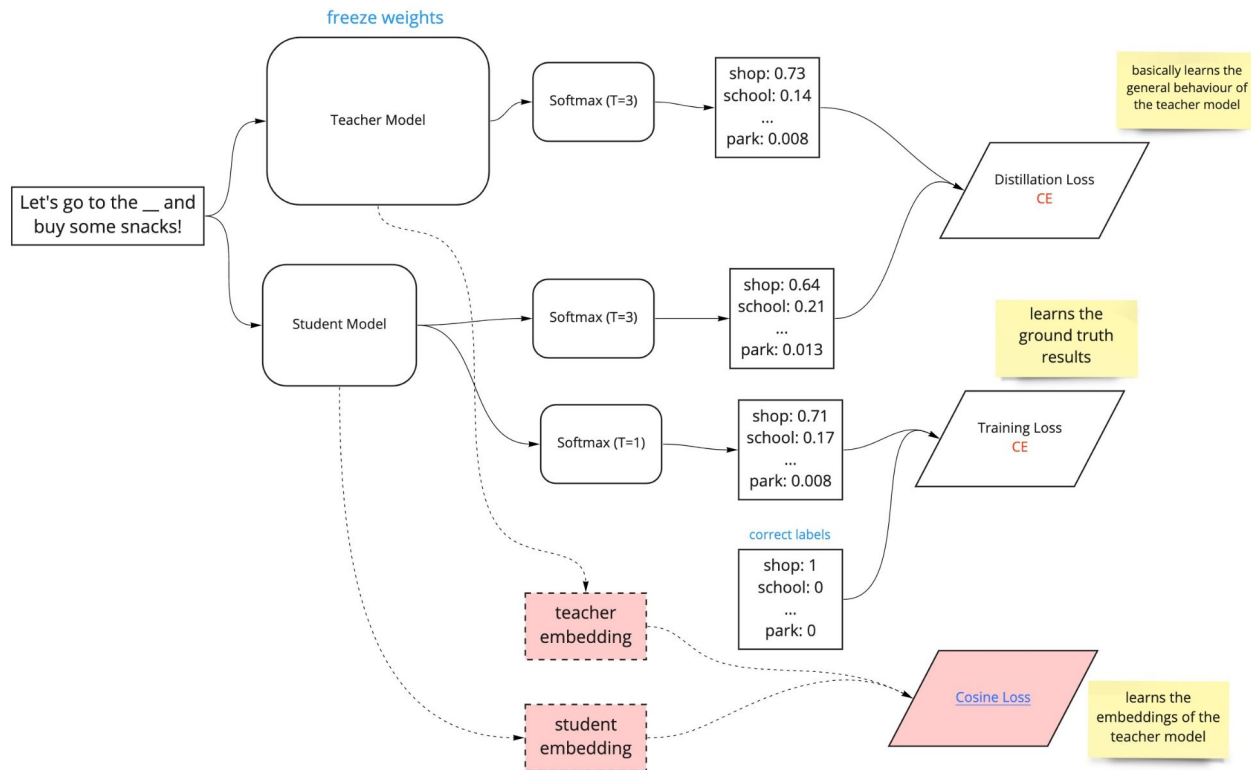 freeze weights
Teacher Model
Softmax (T=3)
shop: 0.73
school: 0.14
...
park: 0.008
basically learns the
general behaviour of
the teacher model
Distillation Loss
CE
Let's go to the __ and
buy some snacks!
Student Model
Softmax (T=3)
shop: 0.64
school: 0.21
...
park: 0.013
learns the
ground truth
results
Softmax (T=1)
shop: 0.71
school: 0.17
...
park: 0.008
Training Loss
CE
correct labels
shop: 1
school: 0
...
park: 0
teacher
embedding
student
embedding
Cosine Loss
learns the
embeddings of the
teacher model